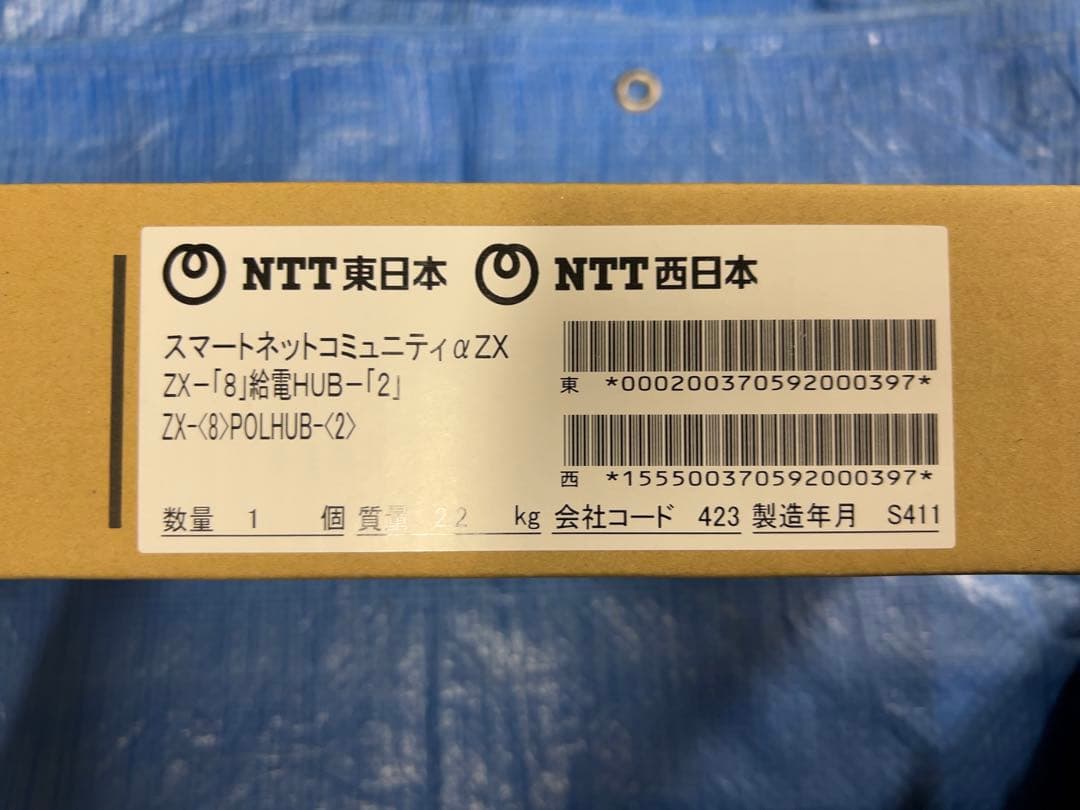 NTT東日本 NTT西日本
スマートネットコミュニティαZX
ZX-「8」給電HUB-「2」
ZX-<8>POLHUB-<2>
東 *000200370592000397*
西 *155500370592000397*
数量 1 個 質量 2.2 kg 会社コード 423 製造年月 S411